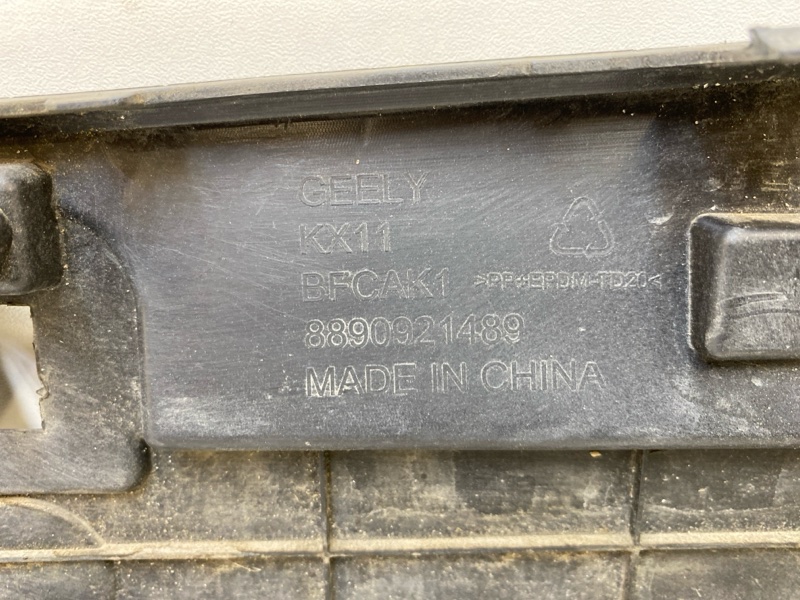 GEELY
KX11
BFCAK1 >PP+EPDM-TD20<
8890921489
MADE IN CHINA